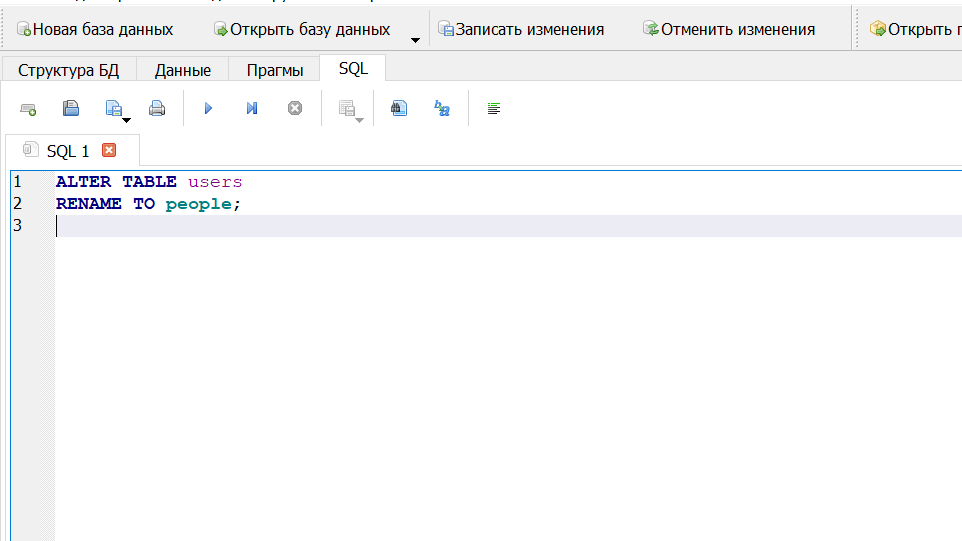 Новая база данных Открыть базу данных Записать изменения Отменить изменения Открыть
Структура БД Данные Прагмы SQL
SQL 1
1 ALTER TABLE users
2 RENAME TO people;
3